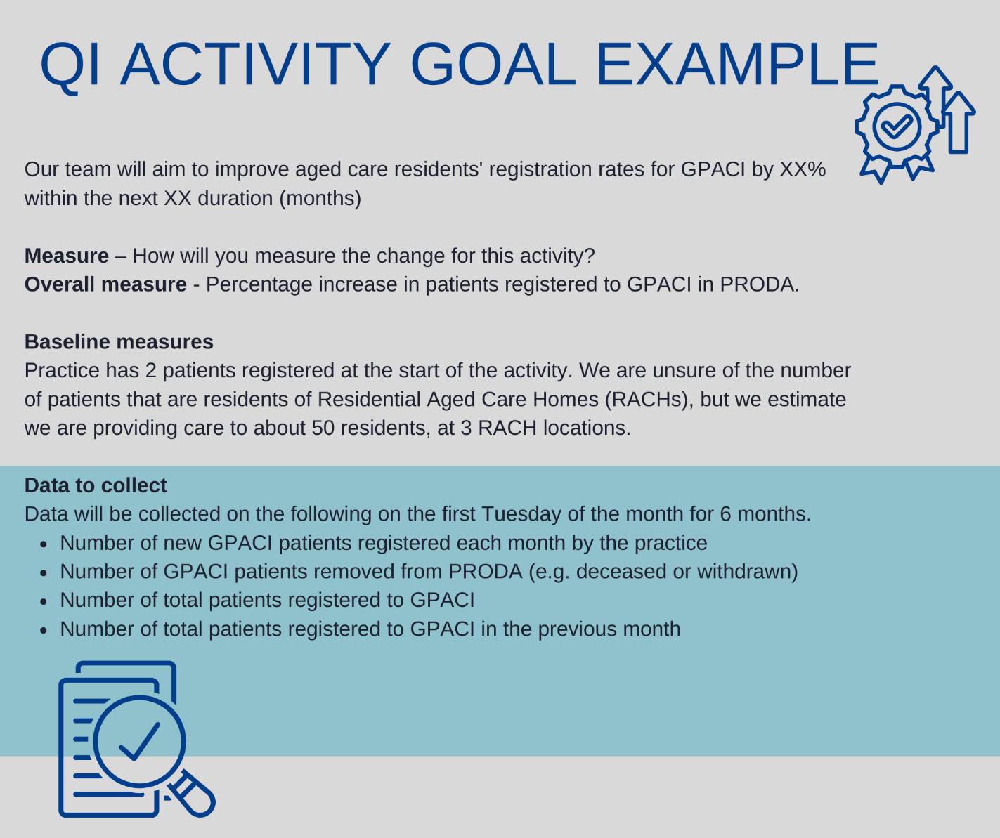 QI ACTIVITY GOAL EXAMPLE
Our team will aim to improve aged care residents' registration rates for GPACI by XX%
within the next XX duration (months)
Measure – How will you measure the change for this activity?
Overall measure - Percentage increase in patients registered to GPACI in PRODA.
Baseline measures
Practice has 2 patients registered at the start of the activity. We are unsure of the number
of patients that are residents of Residential Aged Care Homes (RACHs), but we estimate
we are providing care to about 50 residents, at 3 RACH locations.
Data to collect
Data will be collected on the following on the first Tuesday of the month for 6 months.
• Number of new GPACI patients registered each month by the practice
• Number of GPACI patients removed from PRODA (e.g. deceased or withdrawn)
• Number of total patients registered to GPACI
• Number of total patients registered to GPACI in the previous month